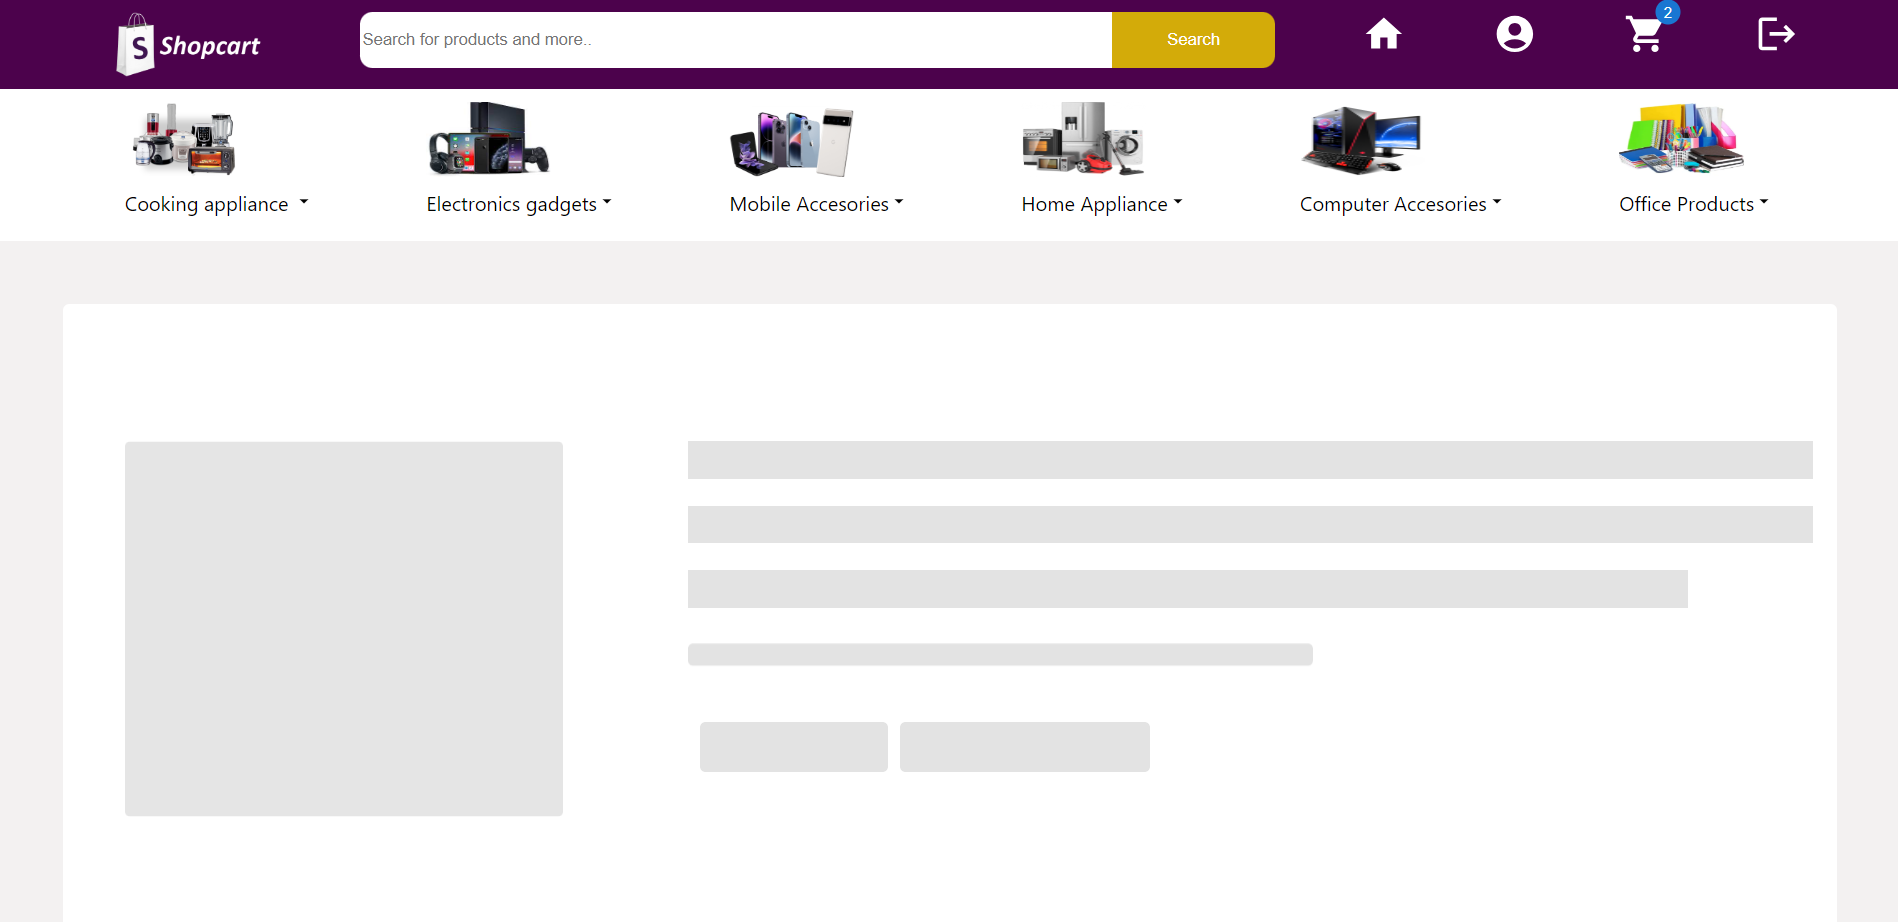 S Shopcart
Search for products and more..
Search
2
Cooking appliance
Electronics gadgets
Mobile Accesories
Home Appliance
Computer Accesories
Office Products